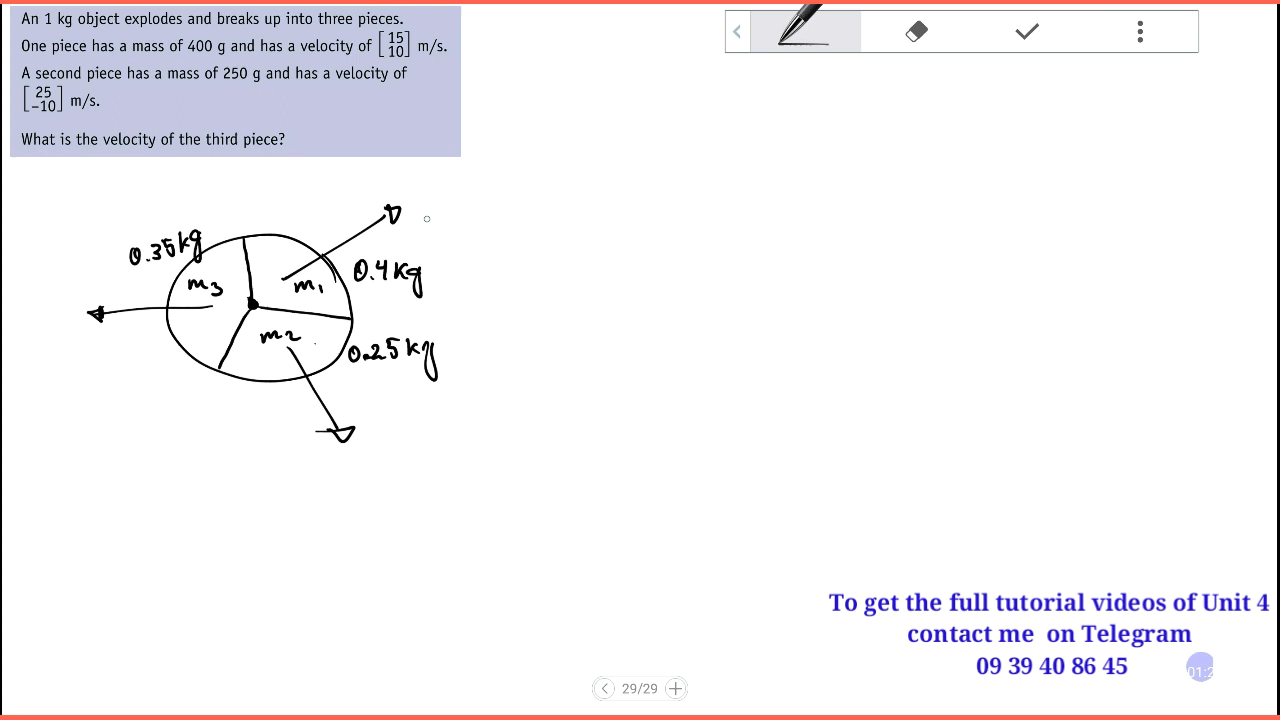 An 1 kg object explodes and breaks up into three pieces.
One piece has a mass of 400 g and has a velocity of [15 10] m/s.
A second piece has a mass of 250 g and has a velocity of
[25 −10] m/s.
What is the velocity of the third piece?
0.35kg
m3
m1
0.4kg
m2
0.25kg
To get the full tutorial videos of Unit 4
contact me on Telegram
09 39 40 86 45
29/29